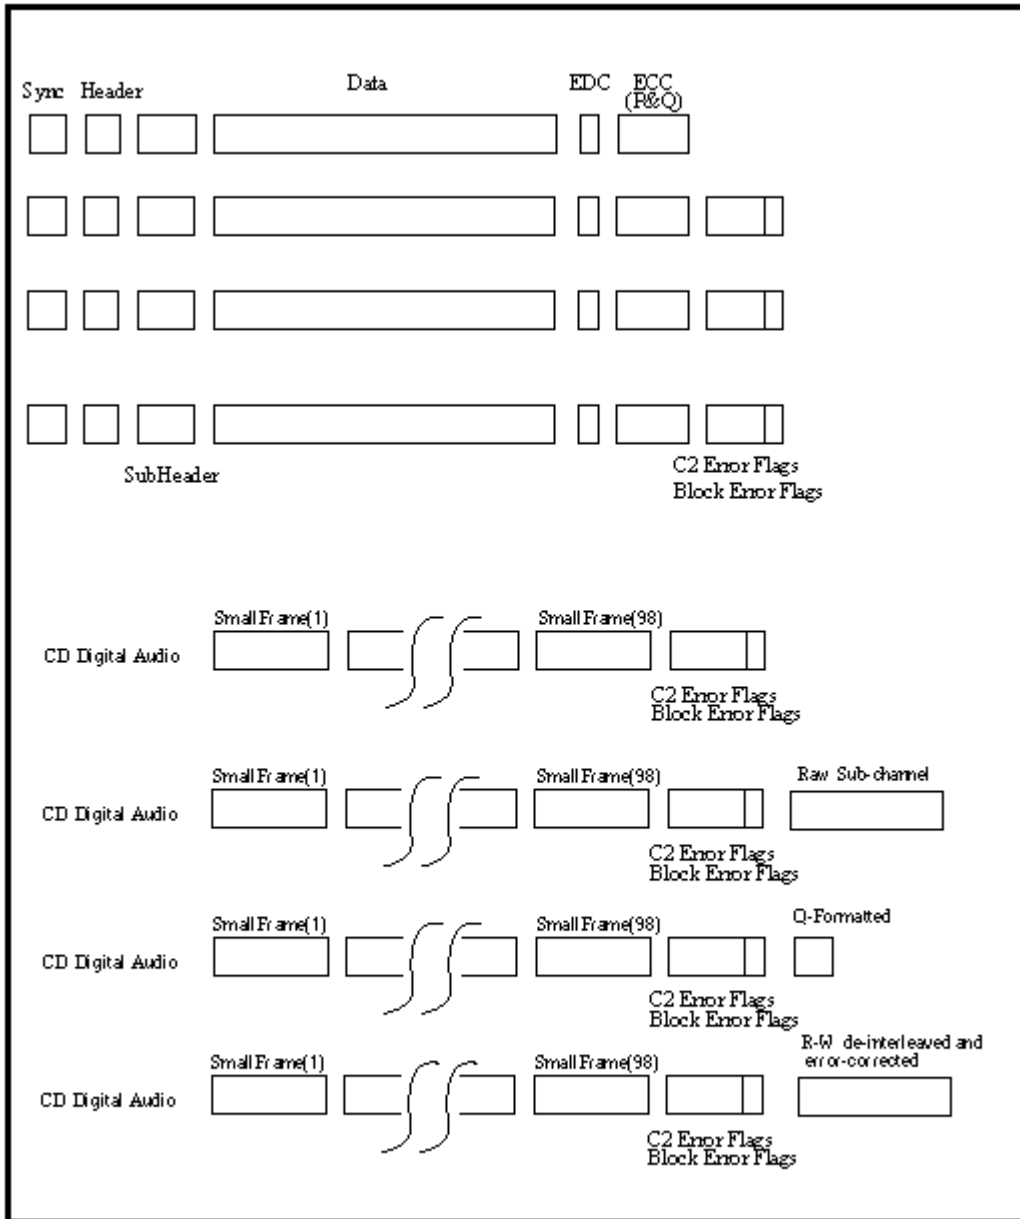 Sync Header Data EDC ECC
(P&Q)
SubHeader
C2 Error Flags
Block Error Flags
Small Frame(1) Small Frame(98)
CD Digital Audio
C2 Error Flags
Block Error Flags
Small Frame(1) Small Frame(98) Raw Sub-channel
CD Digital Audio
C2 Error Flags
Block Error Flags
Small Frame(1) Small Frame(98) Q-Formatted
CD Digital Audio
C2 Error Flags
Block Error Flags
R-W de-interleaved and
error-corrected
Small Frame(1) Small Frame(98)
CD Digital Audio
C2 Error Flags
Block Error Flags